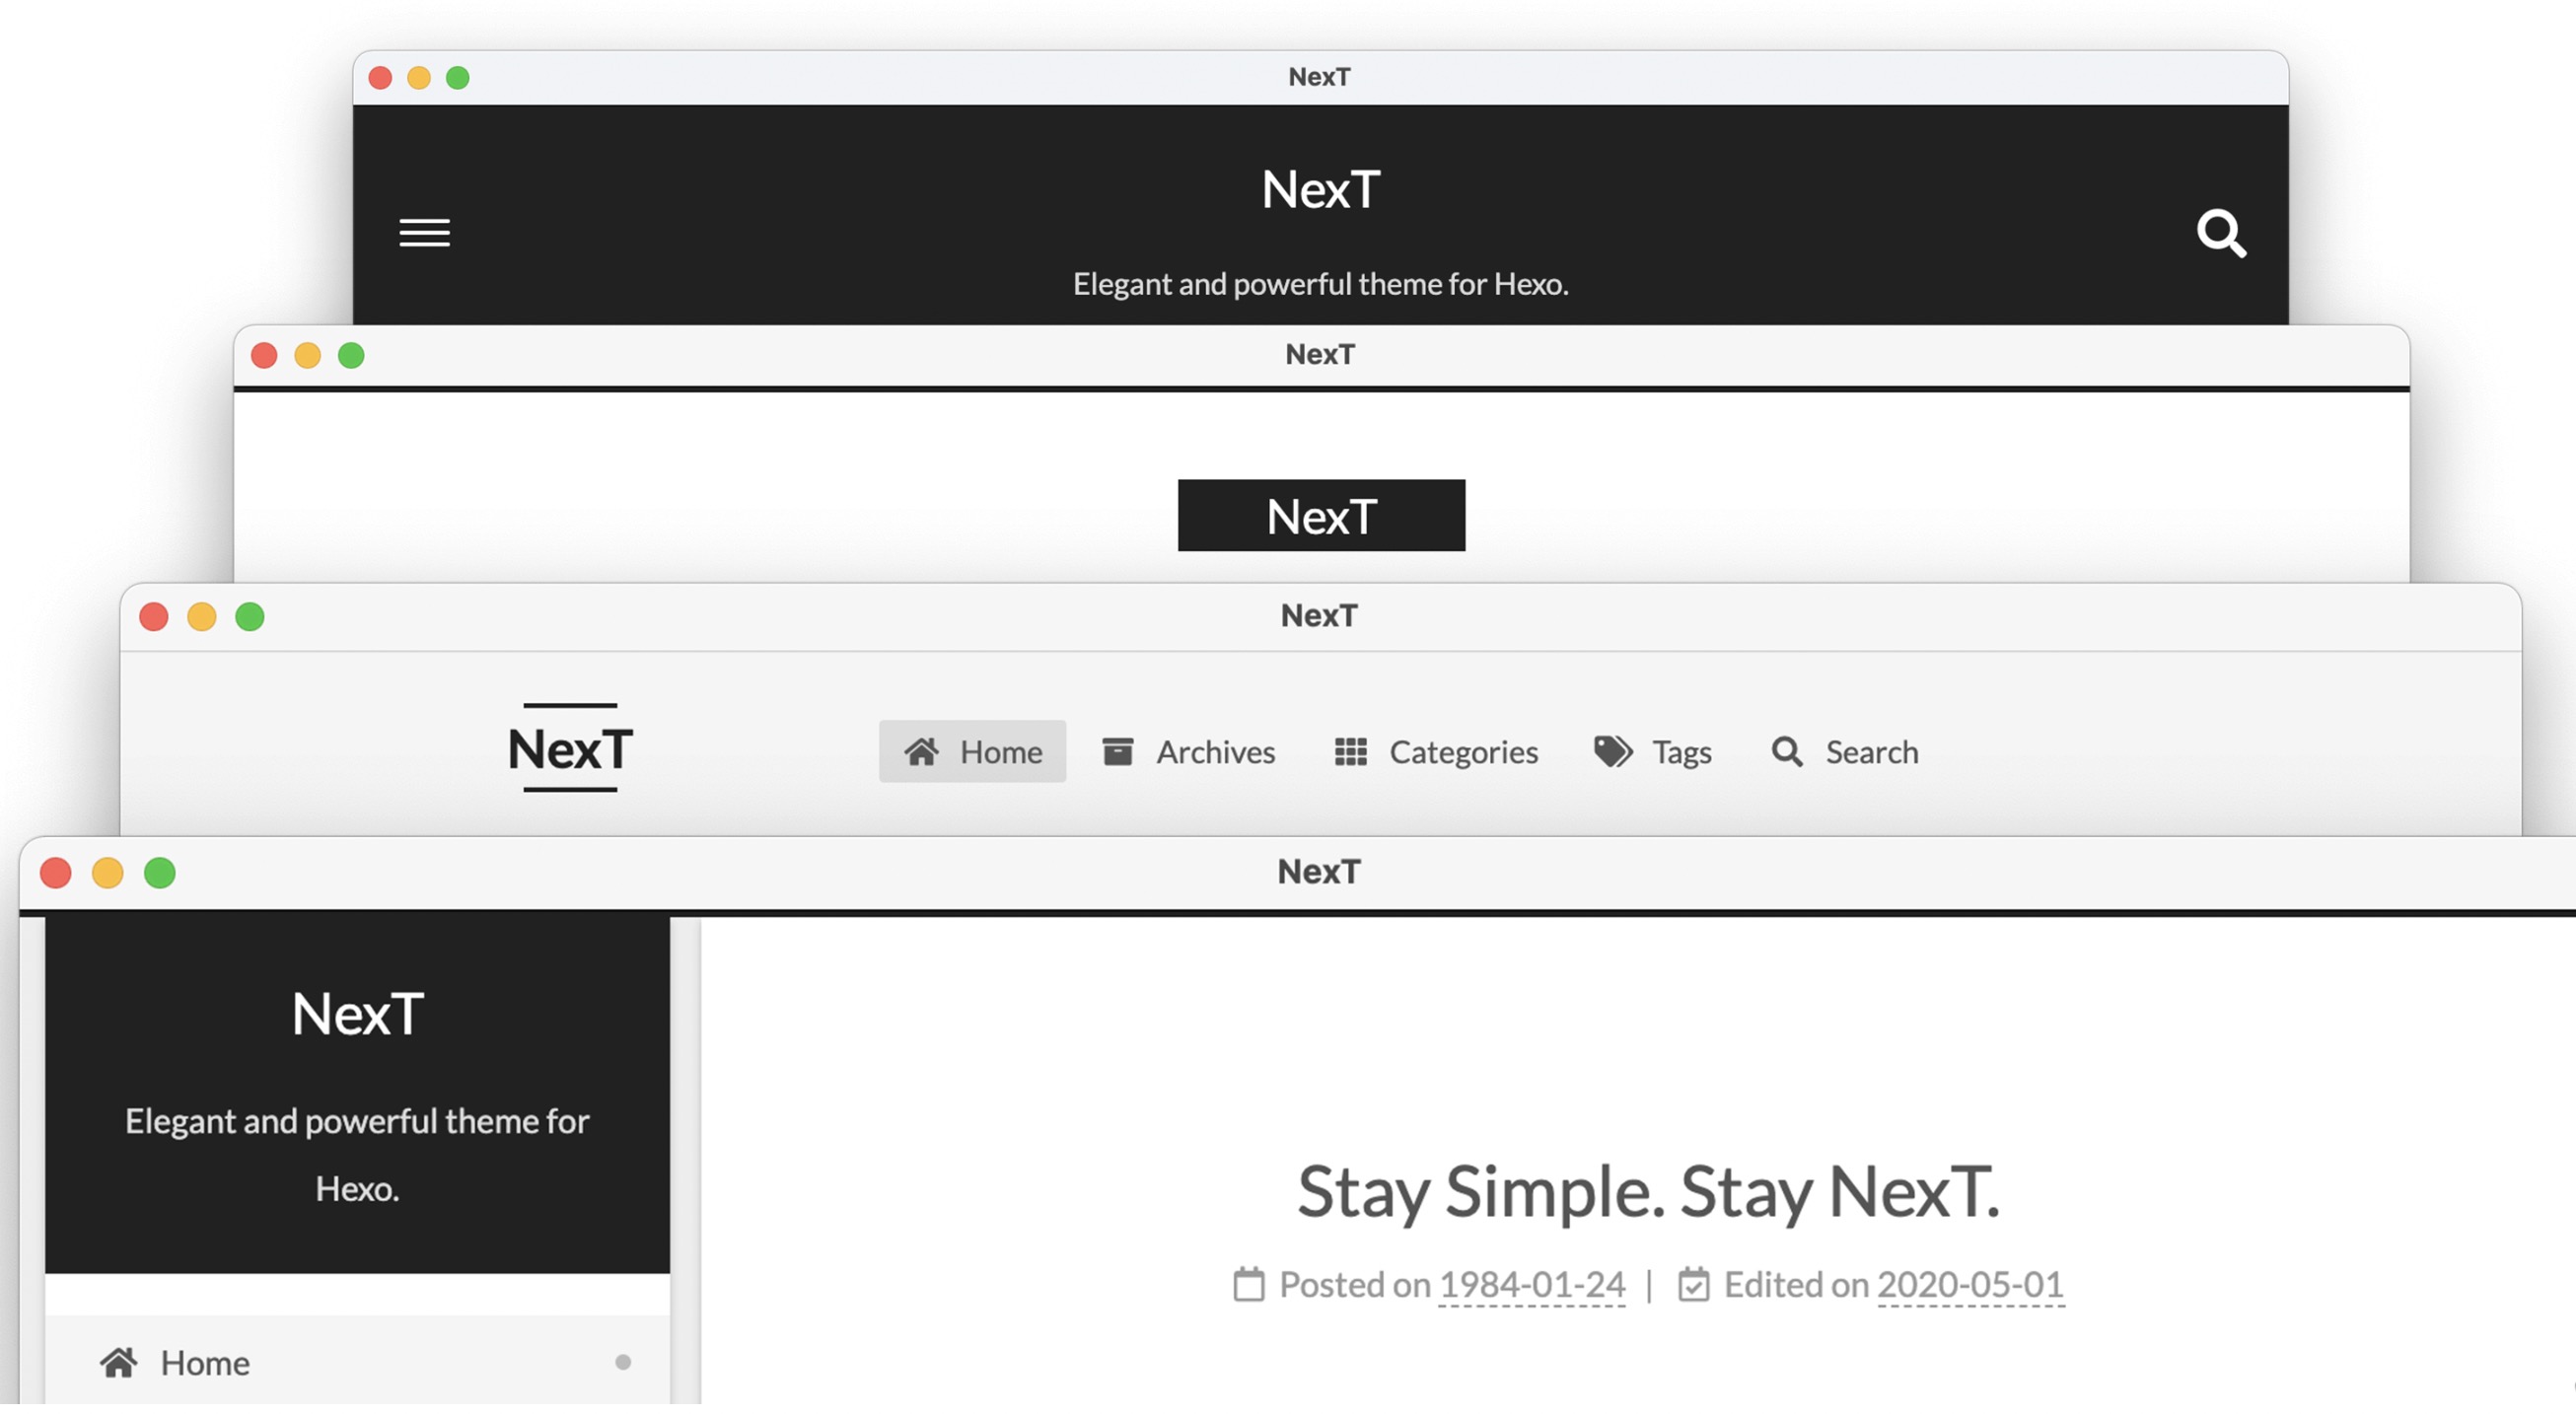 NexT
NexT
Elegant and powerful theme for Hexo.
NexT
NexT
NexT
NexT
Home Archives Categories Tags Search
NexT
NexT
Elegant and powerful theme for
Hexo.
Home
Stay Simple. Stay NexT.
Posted on 1984-01-24 | Edited on 2020-05-01